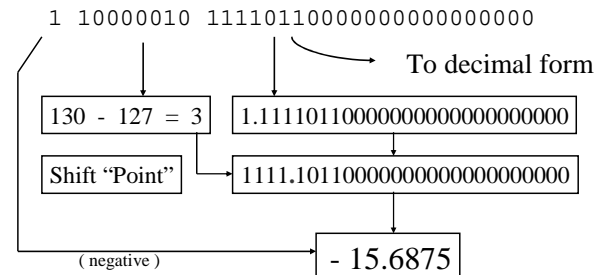 1 10000010 11110110000000000000000
To decimal form
130 - 127 = 3
1.11110110000000000000000
Shift “Point”
1111.10110000000000000000
( negative )
- 15.6875